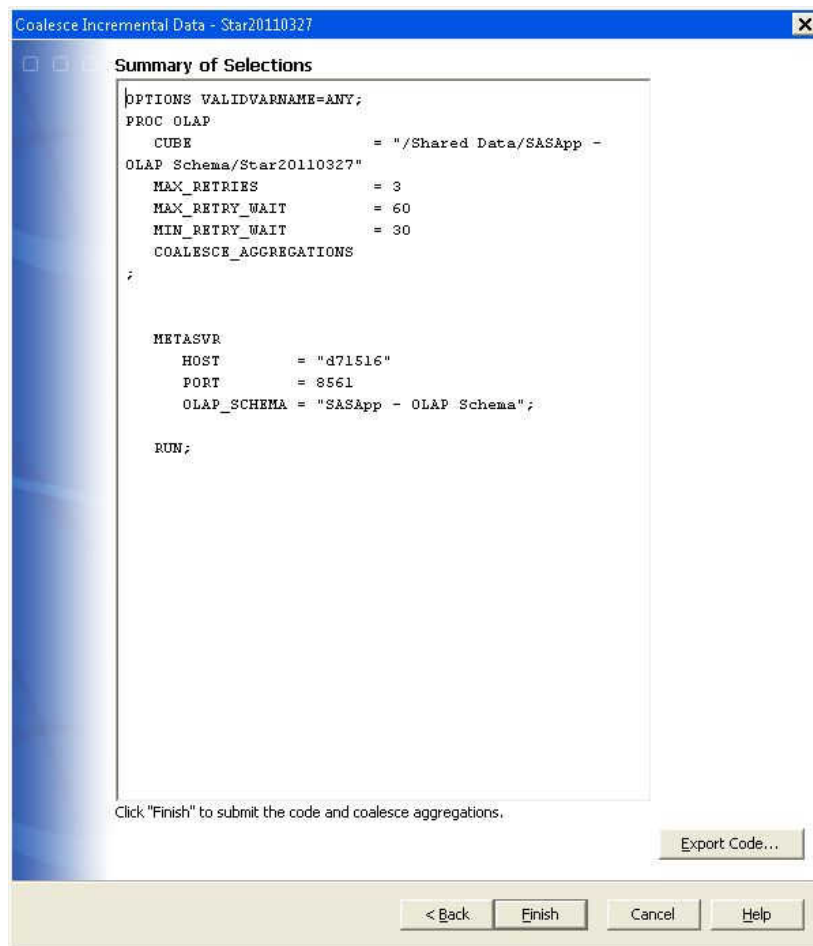 Coalesce Incremental Data - Star20110327
Summary of Selections
OPTIONS VALIDVARNAME=ANY;
PROC OLAP
CUBE = "/Shared Data/SASApp -
OLAP Schema/Star20110327"
MAX_RETRIES = 3
MAX_RETRY_WAIT = 60
MIN_RETRY_WAIT = 30
COALESCE_AGGREGATIONS
;
METASVR
HOST = "d71516"
PORT = 8561
OLAP_SCHEMA = "SASApp - OLAP Schema";
RUN;
Click "Finish" to submit the code and coalesce aggregations.
Export Code...
< Back Finish Cancel Help